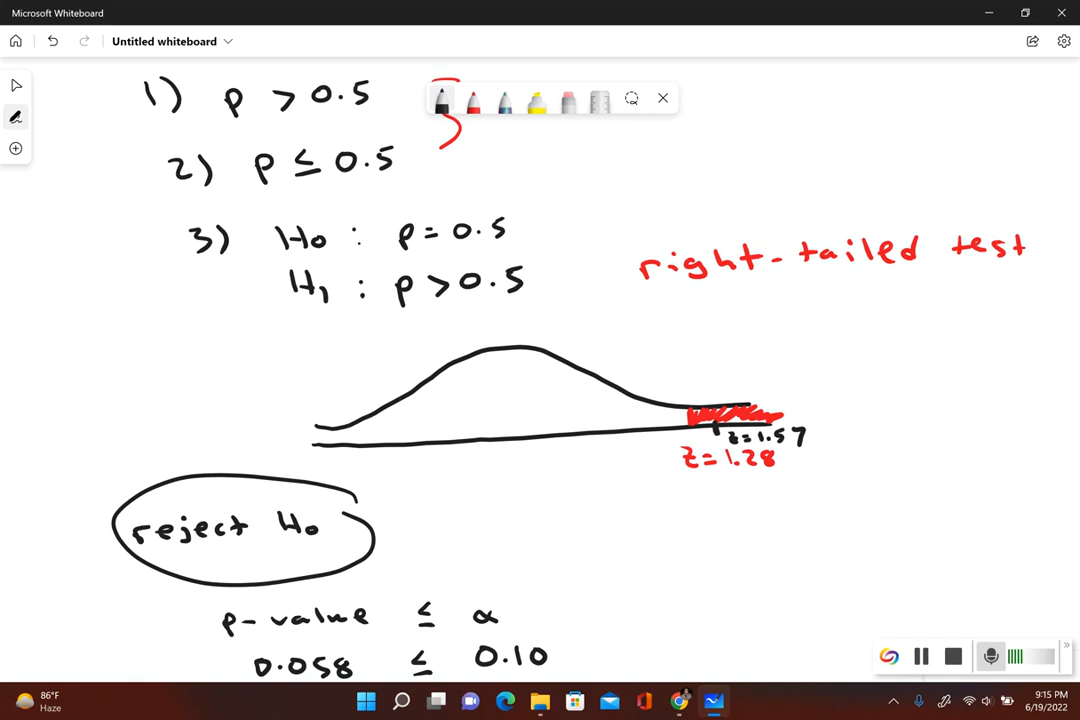 Microsoft Whiteboard
Untitled whiteboard
1) p > 0.5
2) p ≤ 0.5
3) H₀ : p = 0.5
H₁ : p > 0.5
right-tailed test
z = 1.57
z = 1.28
reject H₀
p-value ≤ α
0.058 ≤ 0.10
86°F
Haze
9:15 PM
6/19/2022